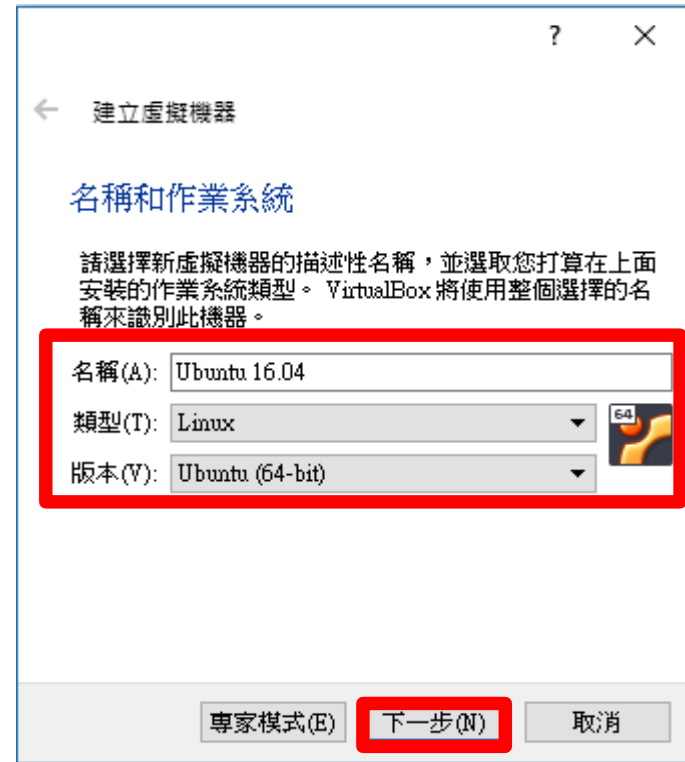 ?
建立虛擬機器
名稱和作業系統
請選擇新虛擬機器的描述性名稱，並選取您打算在上面
安裝的作業系統類型。 VirtualBox 將使用整個選擇的名
稱來識別此機器。
名稱(A): Ubuntu 16.04
類型(T): Linux
64
版本(V): Ubuntu (64-bit)
專家模式(E) 下一步(N) 取消